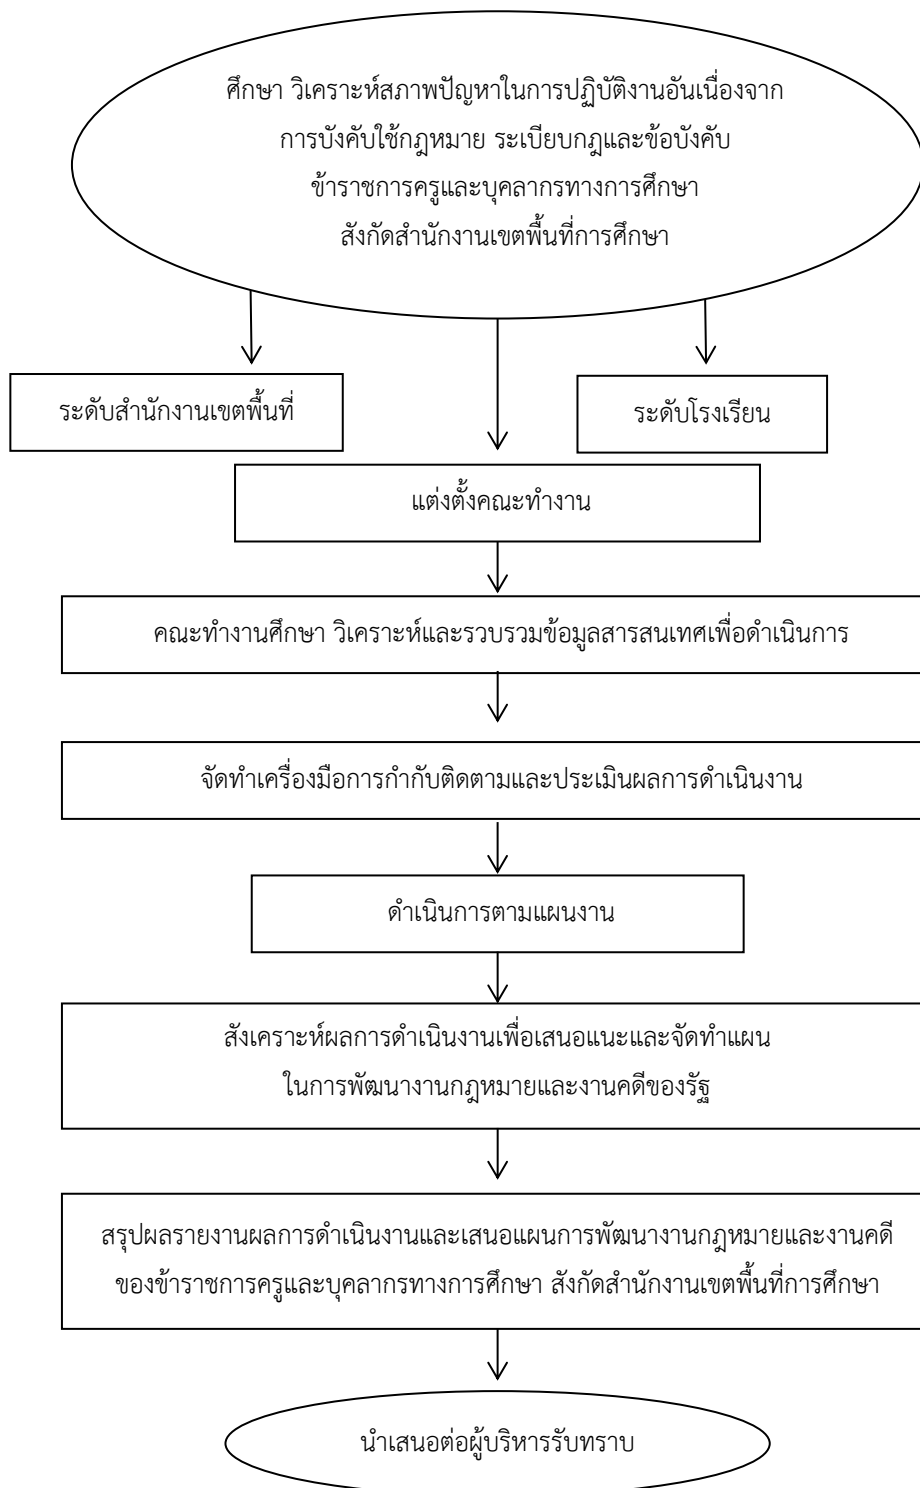 ศึกษา วิเคราะห์สภาพปัญหาในการปฏิบัติงานอันเนื่องจาก
การบังคับใช้กฎหมาย ระเบียบกฎและข้อบังคับ
ข้าราชการครูและบุคลากรทางการศึกษา
สังกัดสำนักงานเขตพื้นที่การศึกษา
ระดับสำนักงานเขตพื้นที่
ระดับโรงเรียน
แต่งตั้งคณะทำงาน
คณะทำงานศึกษา วิเคราะห์และรวบรวมข้อมูลสารสนเทศเพื่อดำเนินการ
จัดทำเครื่องมือการกำกับติดตามและประเมินผลการดำเนินงาน
ดำเนินการตามแผนงาน
สังเคราะห์ผลการดำเนินงานเพื่อเสนอแนะและจัดทำแผน
ในการพัฒนางานกฎหมายและงานคดีของรัฐ
สรุปผลรายงานผลการดำเนินงานและเสนอแผนการพัฒนางานกฎหมายและงานคดี
ของข้าราชการครูและบุคลากรทางการศึกษา สังกัดสำนักงานเขตพื้นที่การศึกษา
นำเสนอต่อผู้บริหารรับทราบ